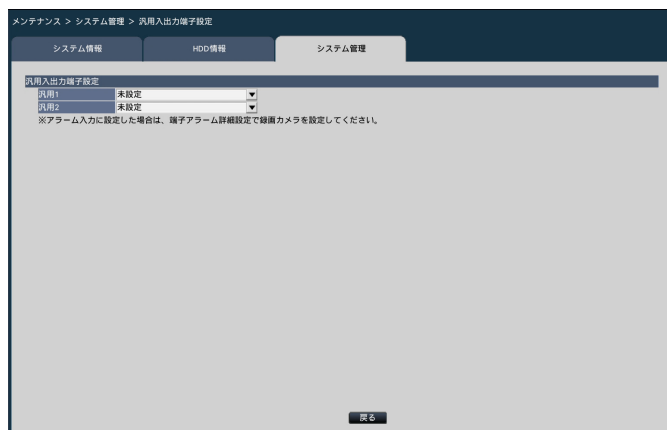 メンテナンス > システム管理 > 汎用入出力端子設定
システム情報 HDD情報 システム管理
汎用入出力端子設定
汎用1 未設定
汎用2 未設定
※アラーム入力に設定した場合は、端子アラーム詳細設定で録画カメラを設定してください。
戻る